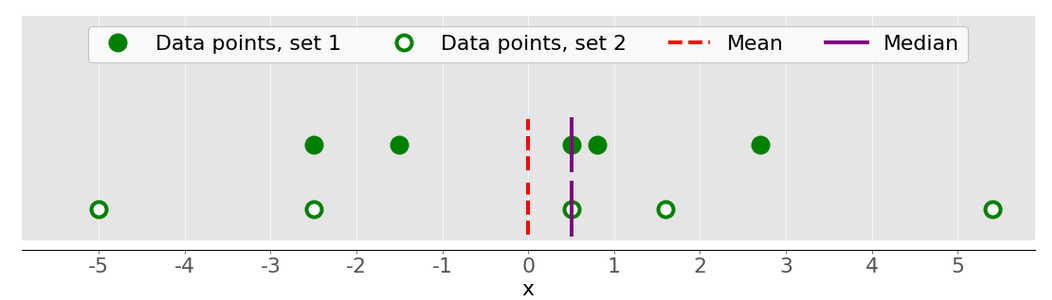 Data points, set 1 Data points, set 2 Mean Median
-5 -4 -3 -2 -1 0 1 2 3 4 5
x